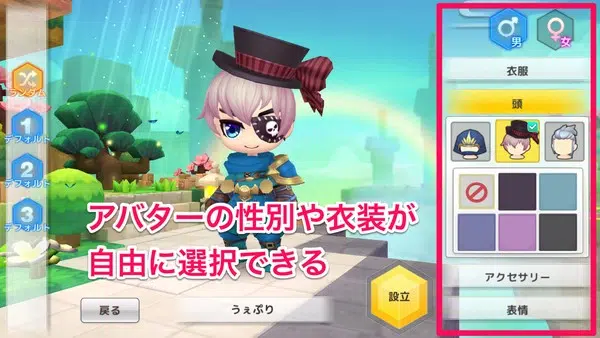 男
女
衣服
頭
ランダム
1
デフォルト
2
デフォルト
3
デフォルト
アバターの性別や衣装が
自由に選択できる
アクセサリー
設立
戻る
うぇぷり
表情